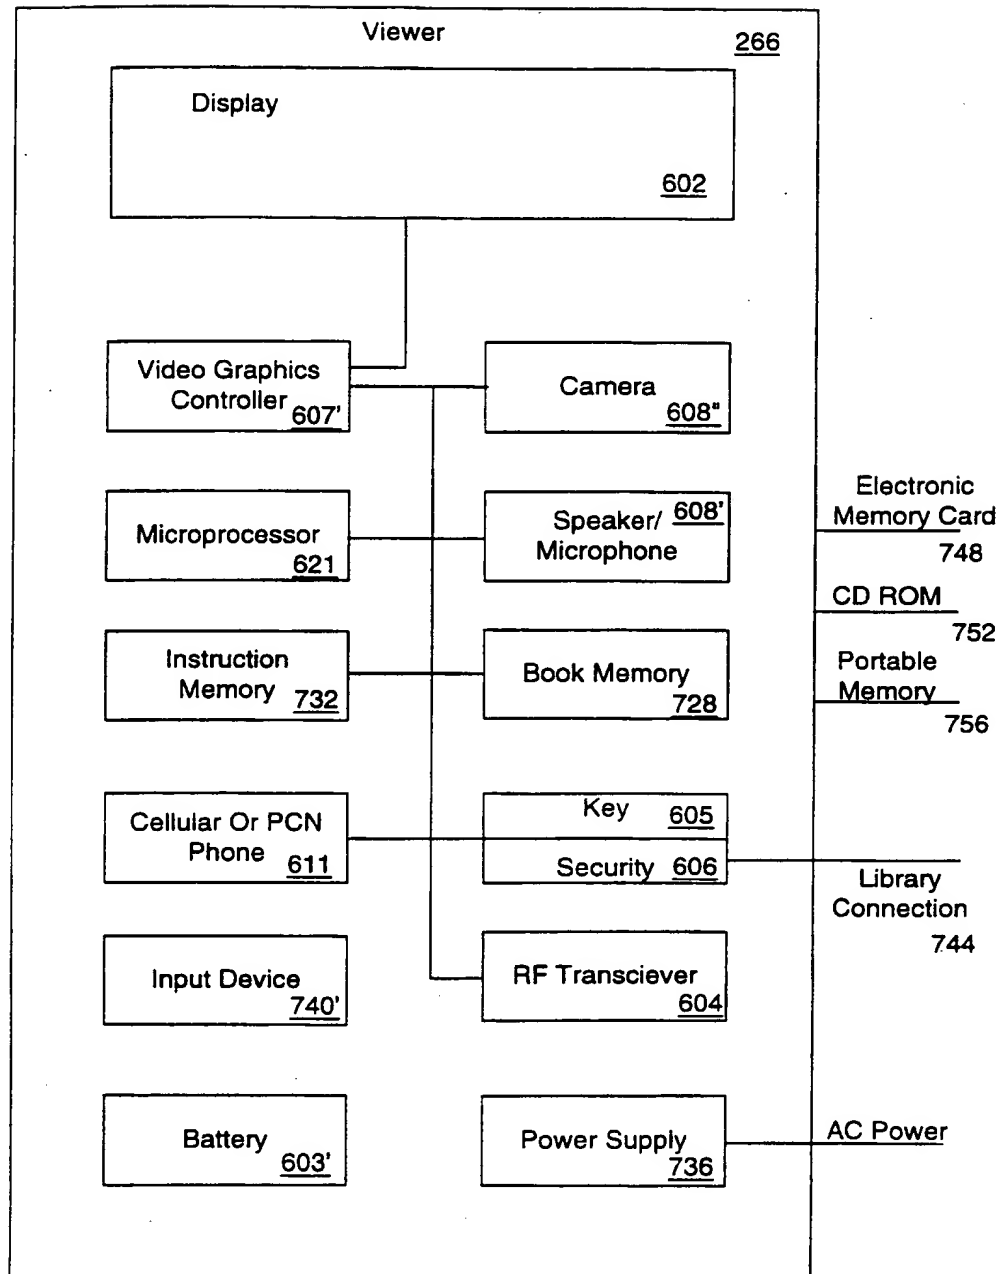 Viewer
266
Display
602
Video Graphics
Controller
607'
Camera
608"
Microprocessor
621
608'
Speaker/
Microphone
Electronic
Memory Card
748
CD ROM
752
Instruction
Memory
732
Book Memory
728
Portable
Memory
756
Cellular Or PCN
Phone
611
Key
605
Security
606
Library
Connection
744
Input Device
740'
RF Transciever
604
Battery
603'
Power Supply
736
AC Power